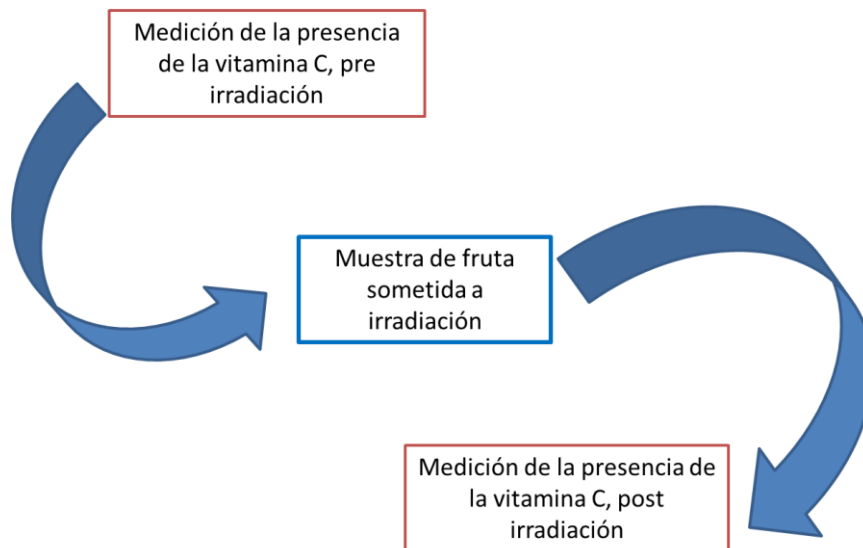 Medición de la presencia
de la vitamina C, pre
irradiación
Muestra de fruta
sometida a
irradiación
Medición de la presencia de
la vitamina C, post
irradiación